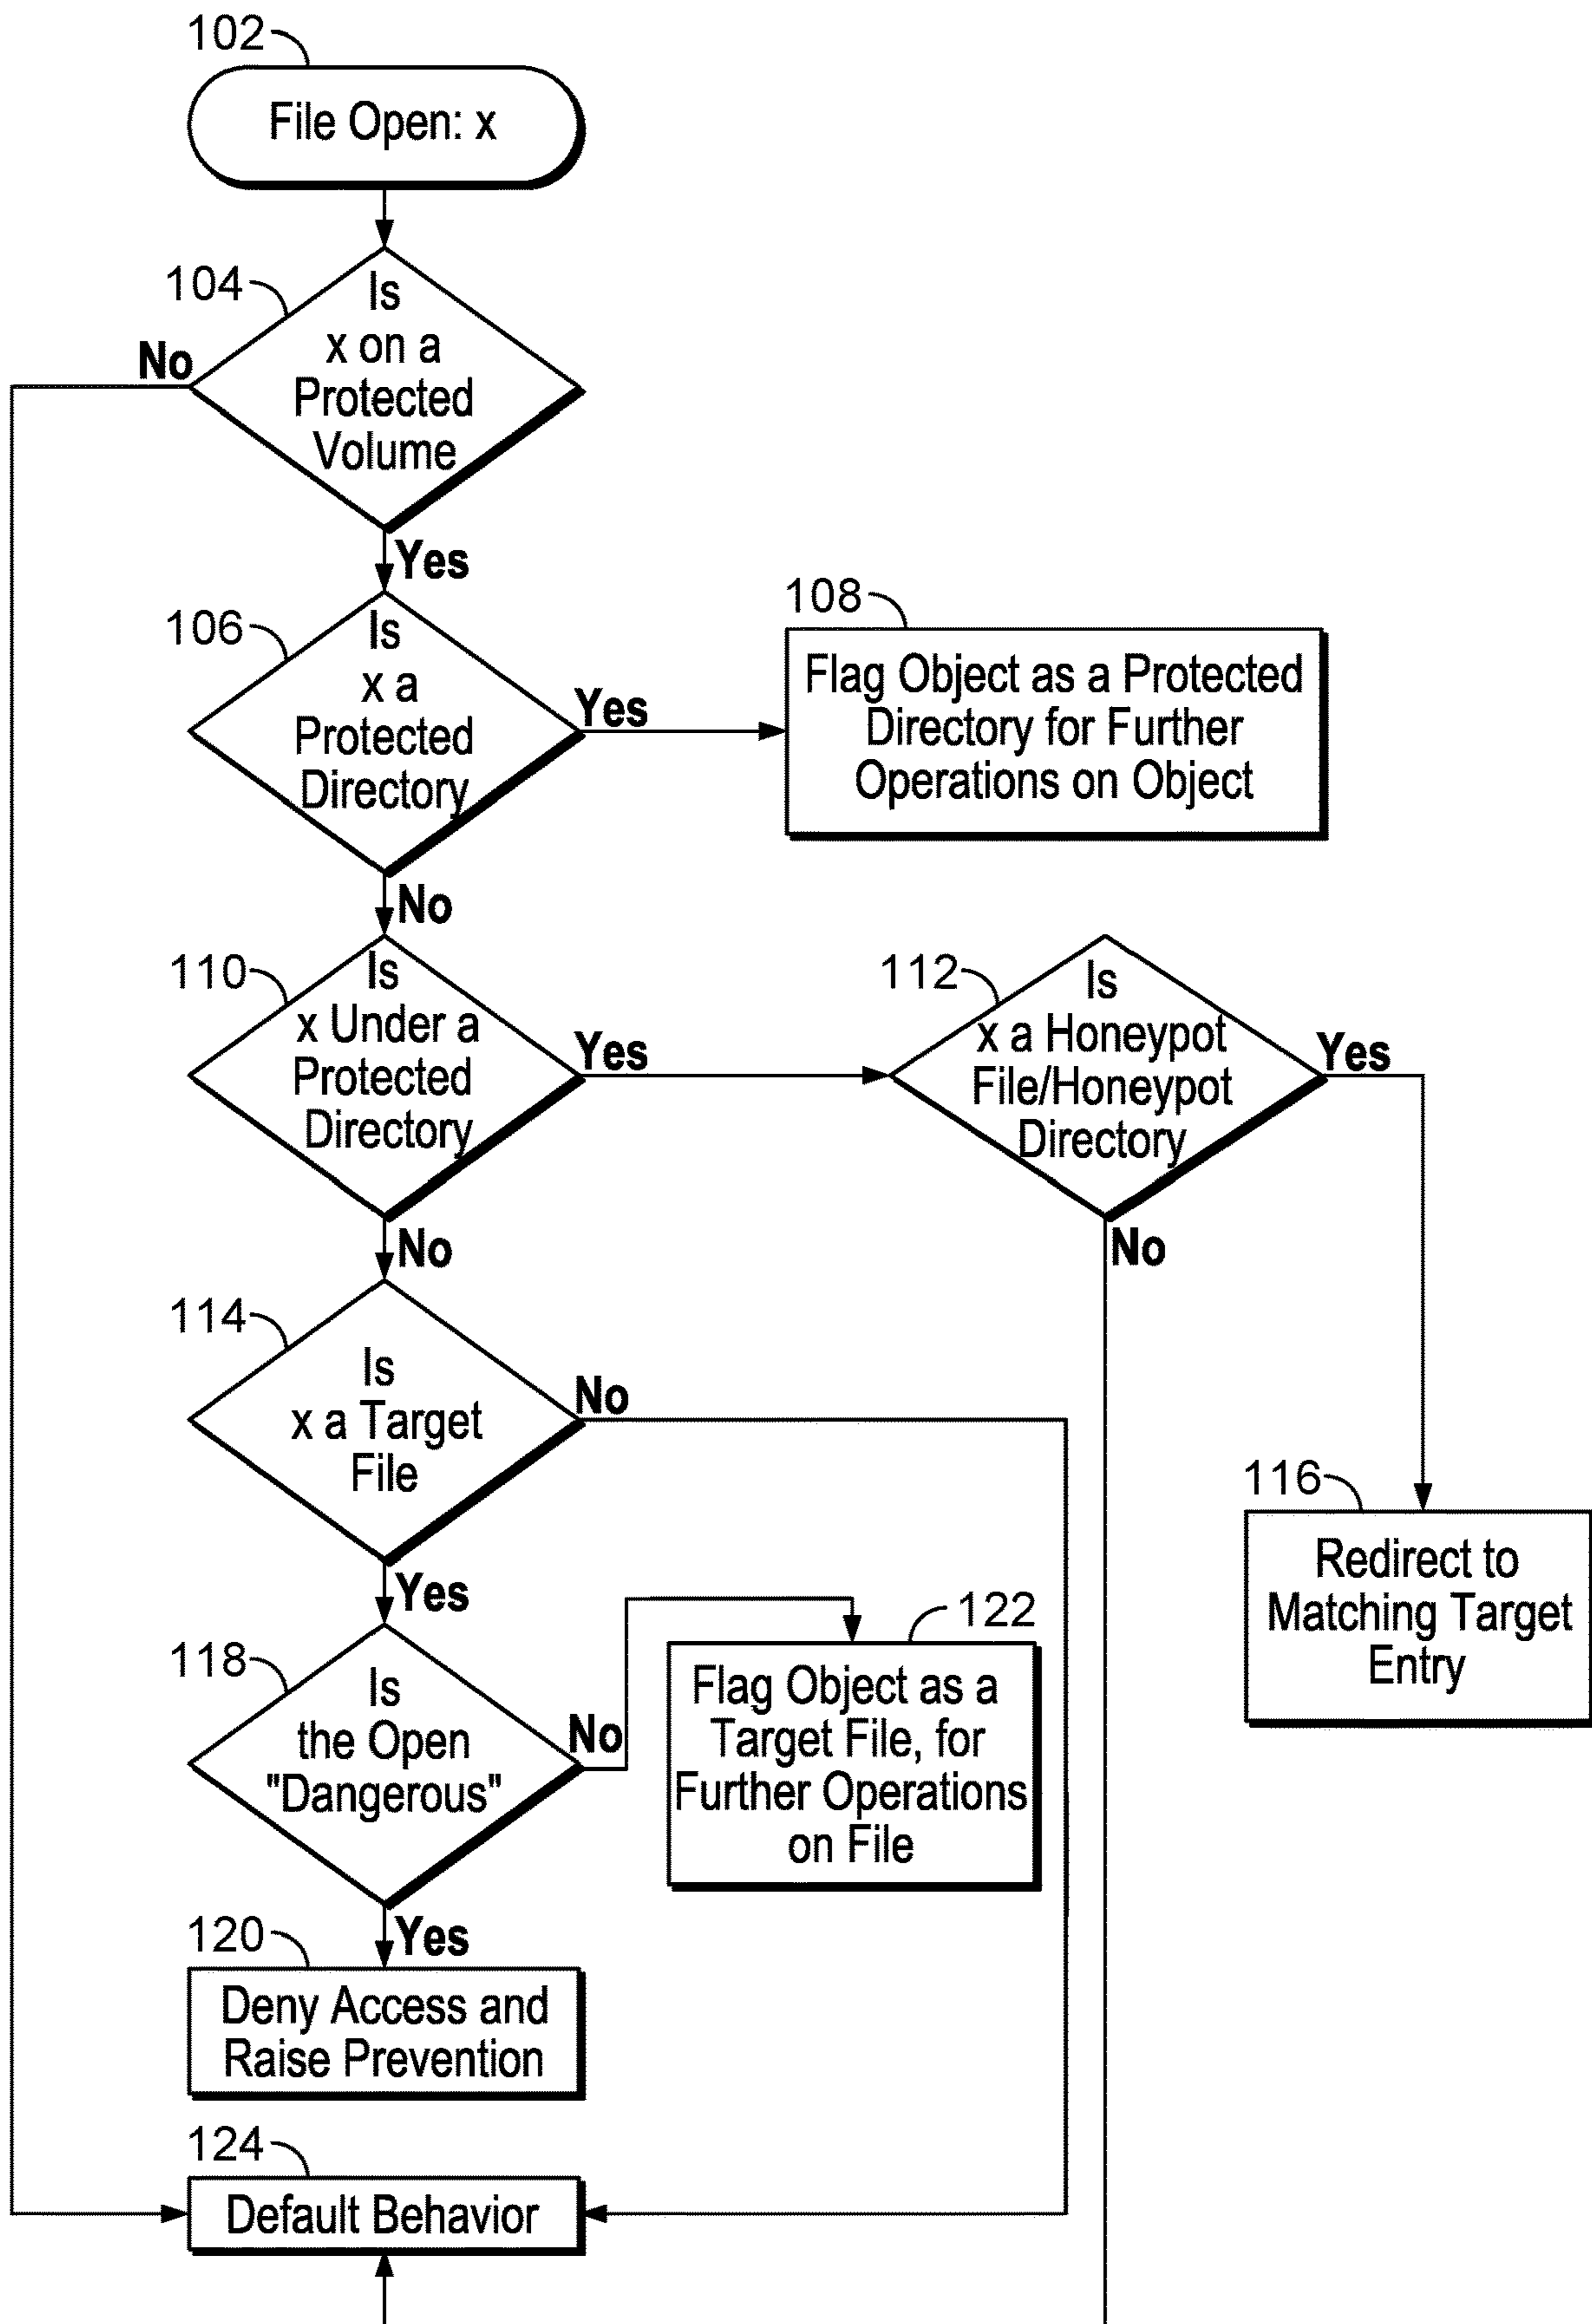 102
File Open: x
104
Is
x on a
Protected
Volume
No
Yes
106
Is
x a
Protected
Directory
Yes
108
Flag Object as a Protected
Directory for Further
Operations on Object
No
110
Is
x Under a
Protected
Directory
Yes
112
Is
x a Honeypot
File/Honeypot
Directory
Yes
No
No
114
Is
x a Target
File
No
116
Redirect to
Matching Target
Entry
Yes
118
Is
the Open
"Dangerous"
No
122
Flag Object as a
Target File, for
Further Operations
on File
Yes
120
Deny Access and
Raise Prevention
124
Default Behavior